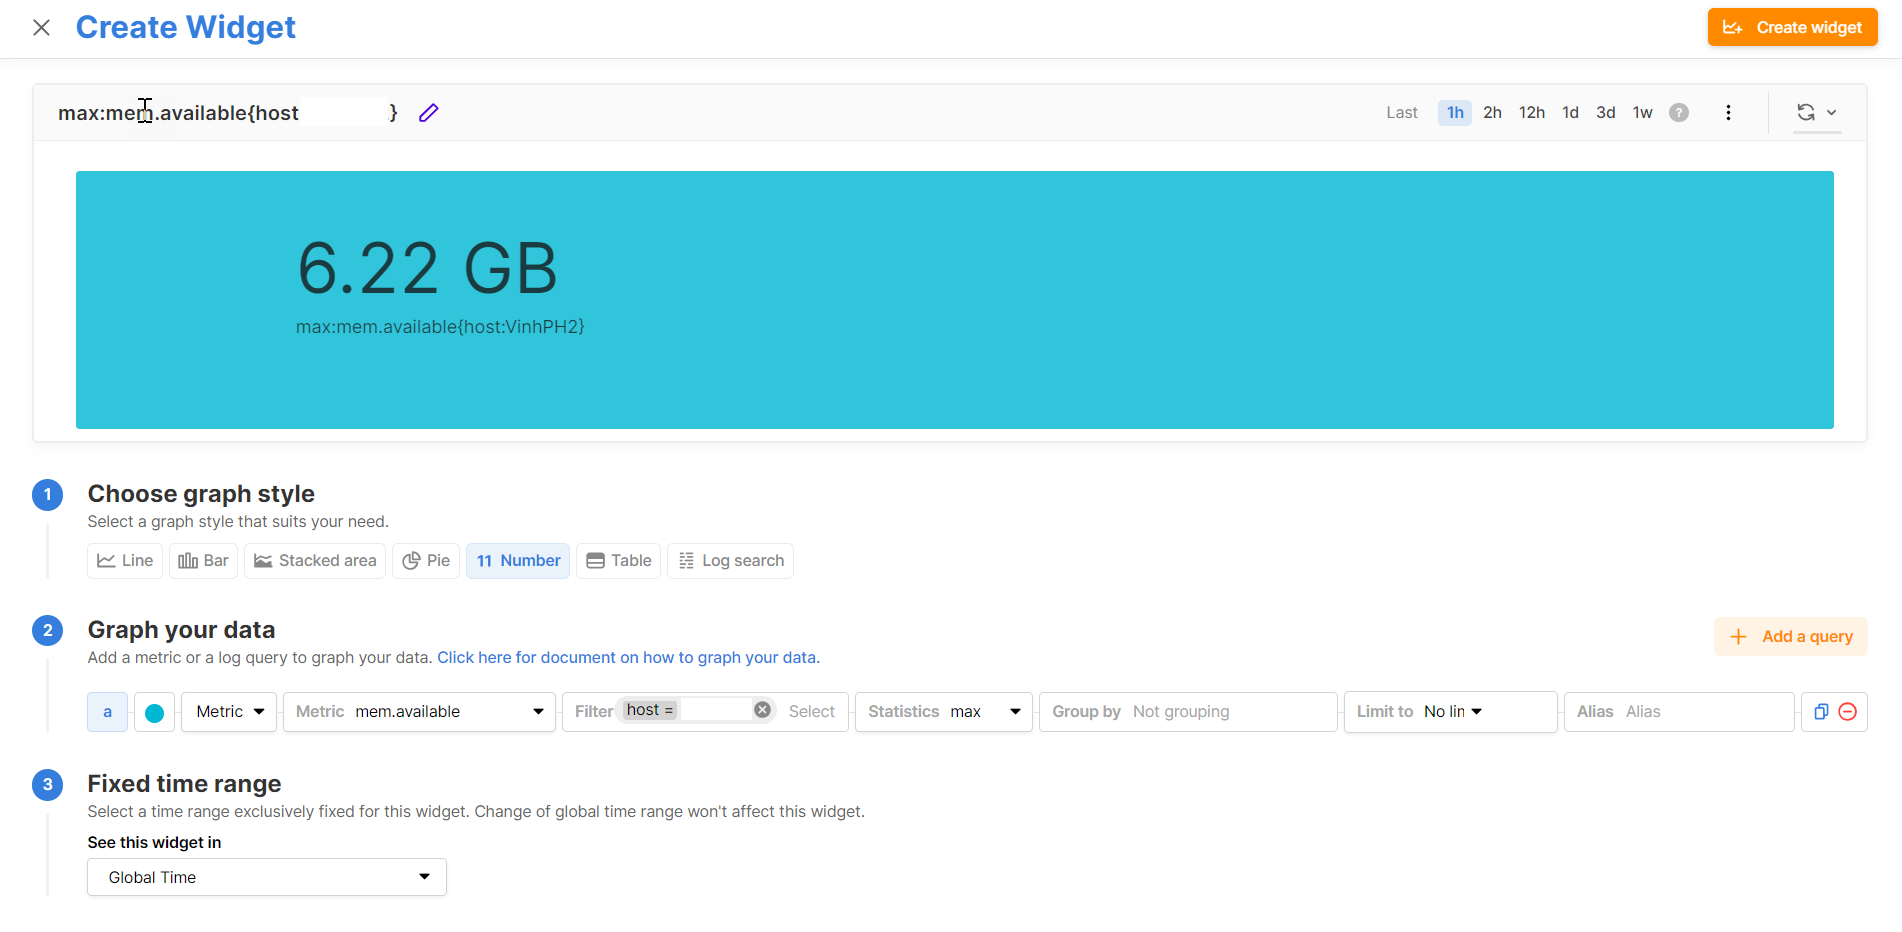 Create Widget
Create widget
max:mem.available{host }
Last 1h 2h 12h 1d 3d 1w ?
6.22 GB
max:mem.available{host:VinhPH2}
1 Choose graph style
Select a graph style that suits your need.
Line Bar Stacked area Pie 11 Number Table Log search
2 Graph your data
Add a query
Add a metric or a log query to graph your data. Click here for document on how to graph your data.
a Metric Metric mem.available Filter host = Select Statistics max Group by Not grouping Limit to No lin Alias Alias
3 Fixed time range
Select a time range exclusively fixed for this widget. Change of global time range won't affect this widget.
See this widget in
Global Time